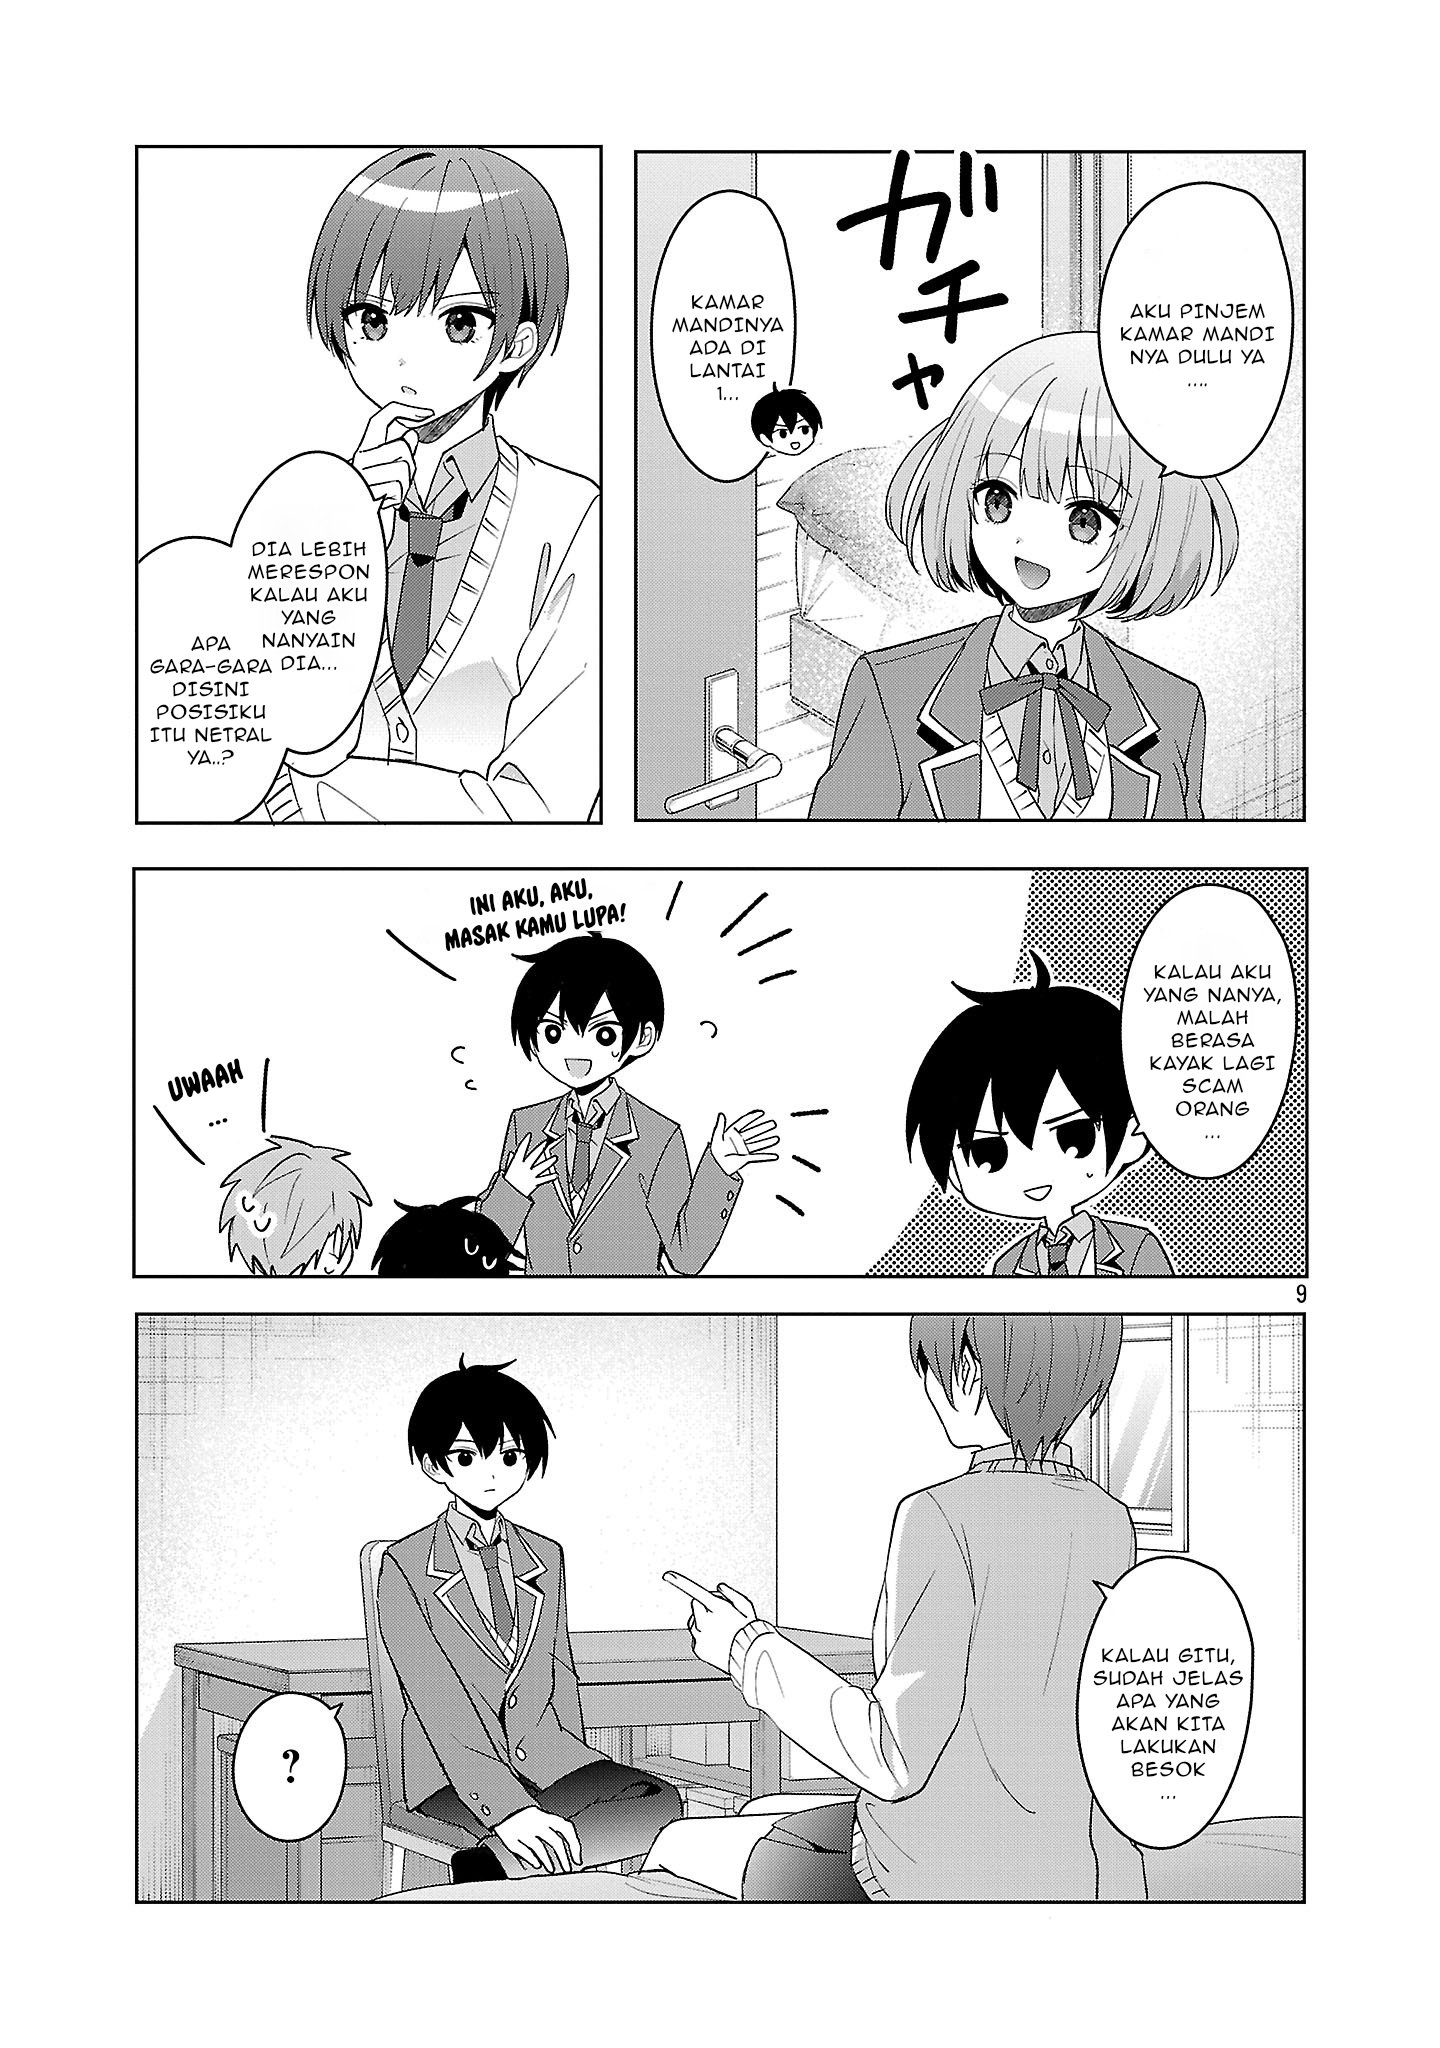 AKU PINJEM
KAMAR MANDI
NYA DULU YA
....
ガチャ
KAMAR
MANDINYA
ADA DI
LANTAI
1...
DIA LEBIH
MERESPON
KALAU AKU
YANG
NANYAIN
DIA...
APA
GARA-GARA
DISINI
POSISIKU
ITU NETRAL
YA..?
KALAU AKU
YANG NANYA,
MALAH
BERASA
KAYAK LAGI
SCAM
ORANG
...
INI AKU, AKU,
MASAK KAMU LUPA!
UWAAH
...
9
KALAU GITU,
SUDAH JELAS
APA YANG
AKAN KITA
LAKUKAN
BESOK
...
?